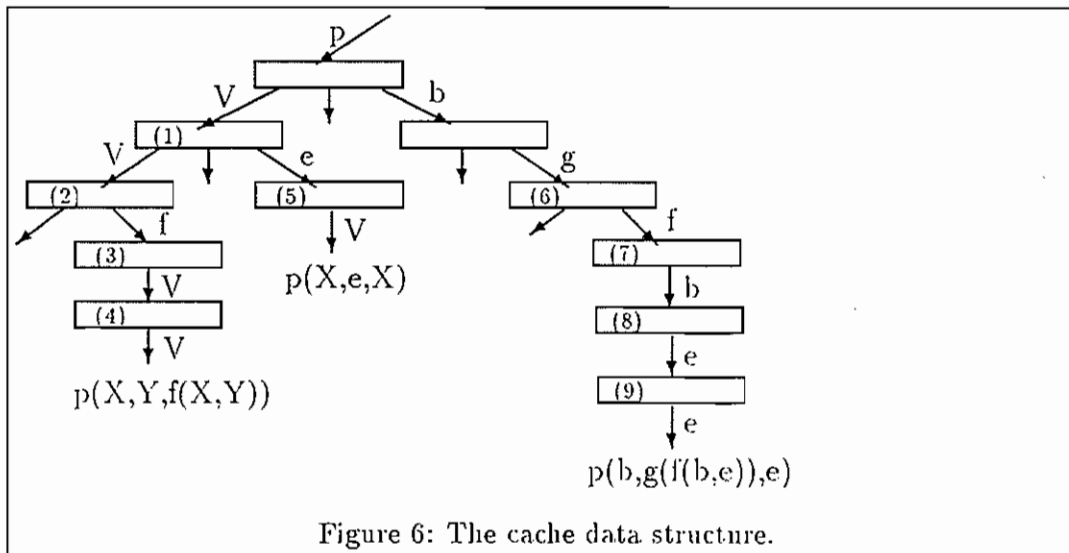 p
V b
(1)
V e g
(2) (5) (6)
f V f
(3) p(X,e,X) (7)
V b
(4) (8)
V e
p(X,Y,f(X,Y)) (9)
e
p(b,g(f(b,e)),e)
Figure 6: The cache data structure.